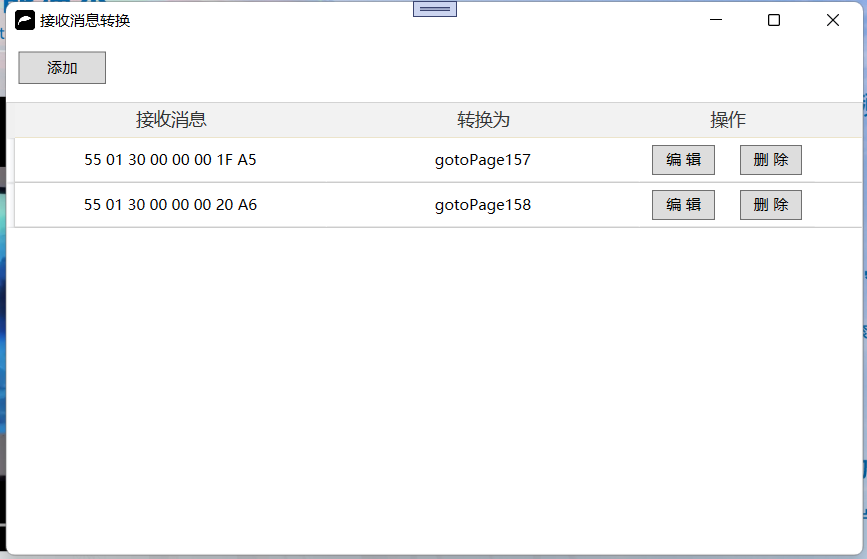 接收消息转换
添加
接收消息 转换为 操作
55 01 30 00 00 00 1F A5 gotoPage157 编 辑 删 除
55 01 30 00 00 00 20 A6 gotoPage158 编 辑 删 除